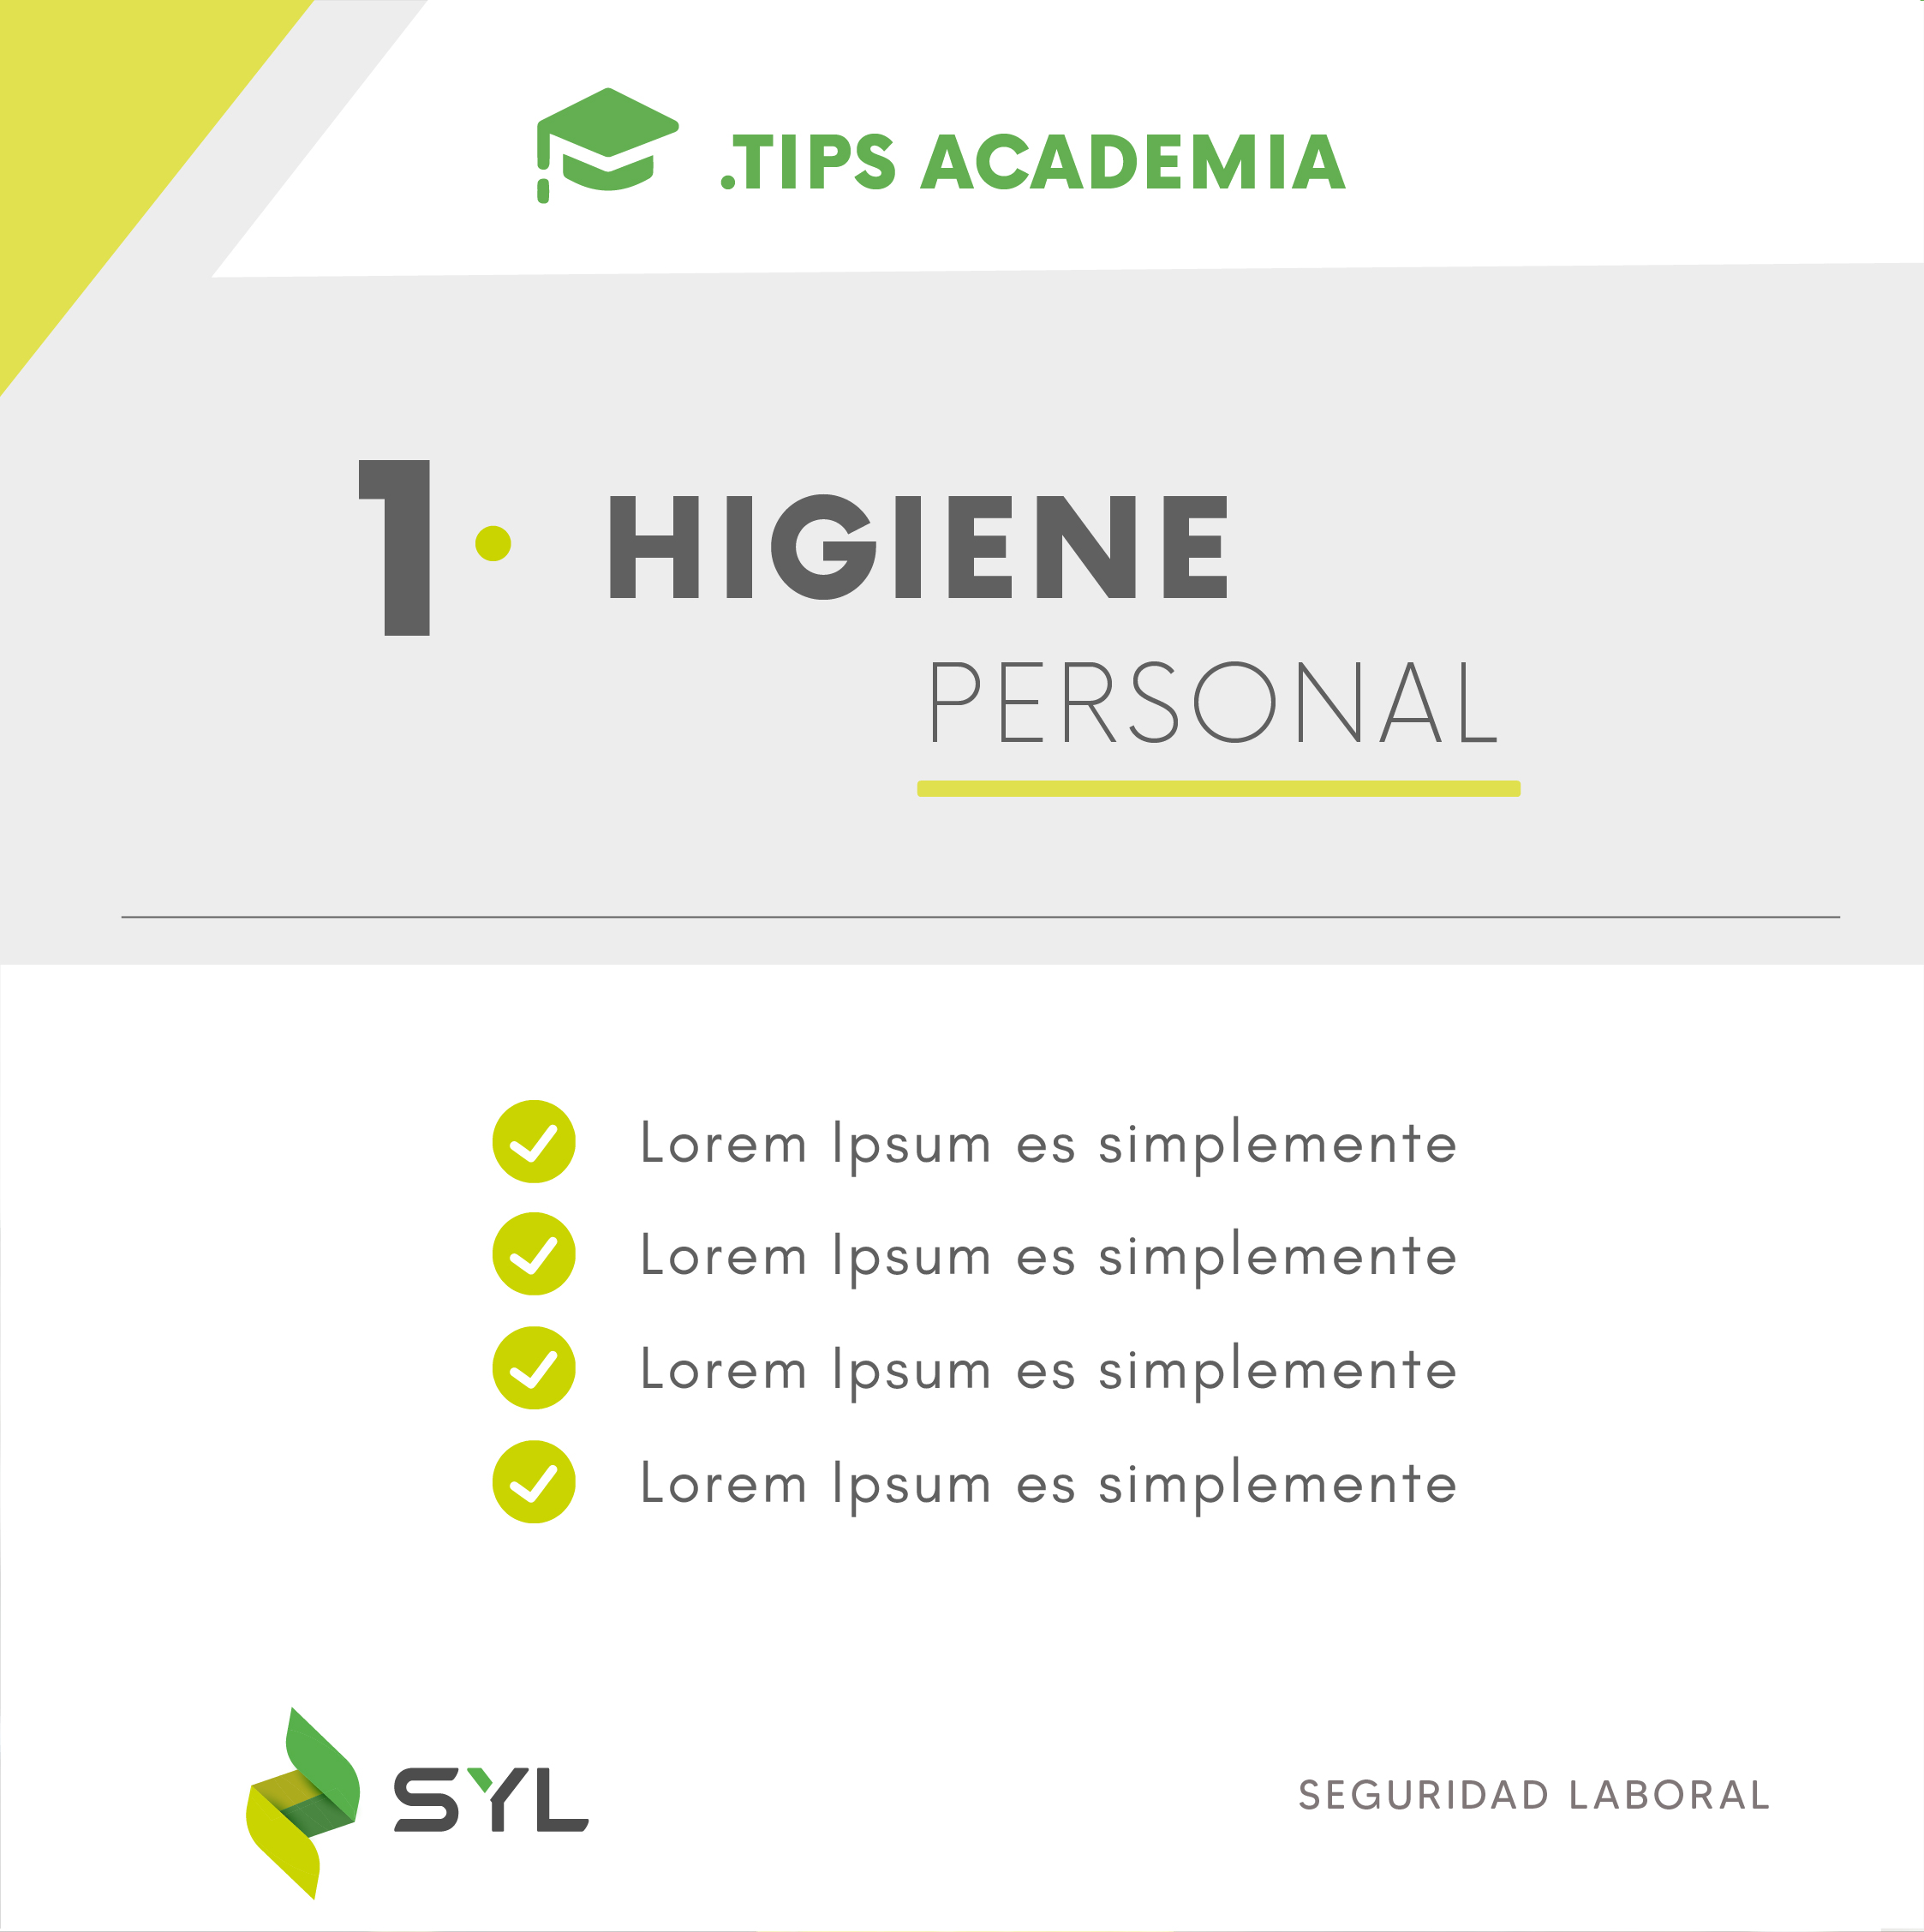 .TIPS ACADEMIA
1. HIGIENE
PERSONAL
Lorem Ipsum es simplemente
Lorem Ipsum es simplemente
Lorem Ipsum es simplemente
Lorem Ipsum es simplemente
SYL
SEGURIDAD LABORAL